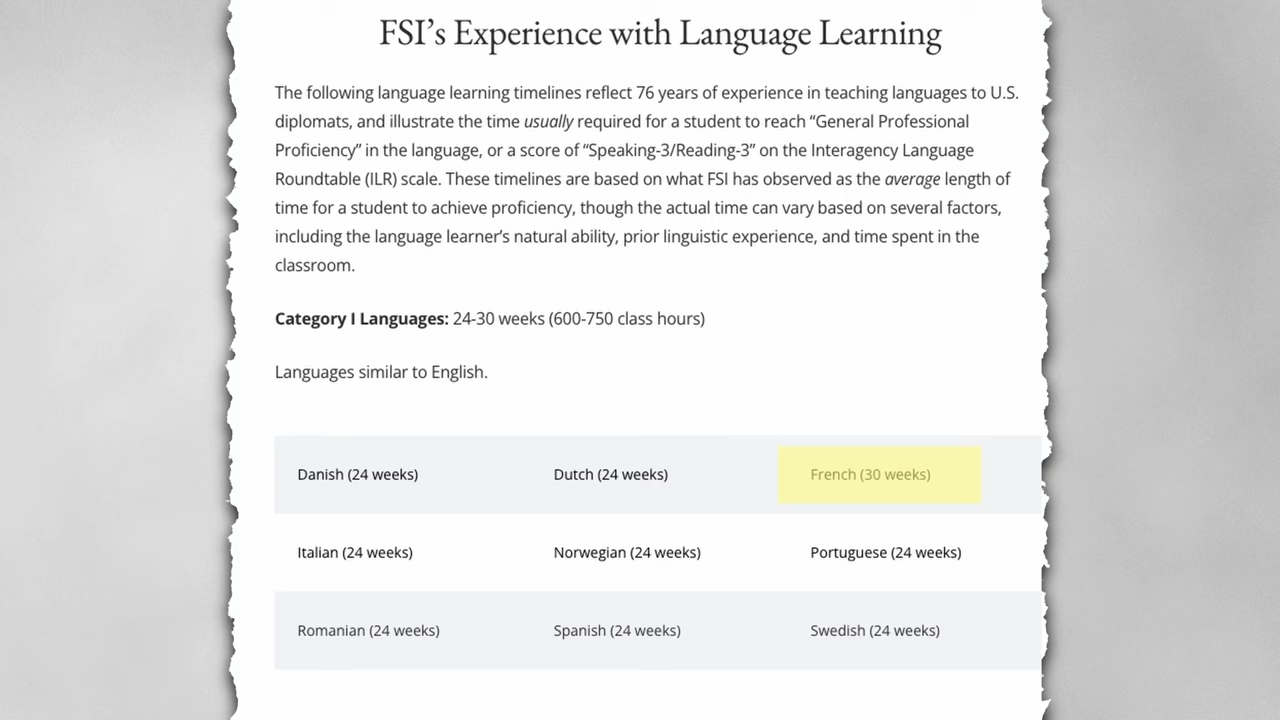 FSI’s Experience with Language Learning
The following language learning timelines reflect 76 years of experience in teaching languages to U.S.
diplomats, and illustrate the time usually required for a student to reach “General Professional
Proficiency” in the language, or a score of “Speaking-3/Reading-3” on the Interagency Language
Roundtable (ILR) scale. These timelines are based on what FSI has observed as the average length of
time for a student to achieve proficiency, though the actual time can vary based on several factors,
including the language learner’s natural ability, prior linguistic experience, and time spent in the
classroom.
Category I Languages: 24-30 weeks (600-750 class hours)
Languages similar to English.
Danish (24 weeks) Dutch (24 weeks) French (30 weeks)
Italian (24 weeks) Norwegian (24 weeks) Portuguese (24 weeks)
Romanian (24 weeks) Spanish (24 weeks) Swedish (24 weeks)